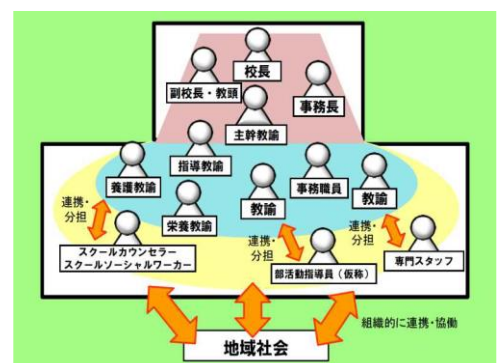 校長
副校長・教頭
事務長
主幹教諭
指導教諭
養護教諭
事務職員
教諭
教諭
栄養教諭
連携・
分担
連携・
分担
連携・
分担
スクールカウンセラー
スクールソーシャルワーカー
部活動指導員（仮称）
専門スタッフ
組織的に連携・協働
地域社会